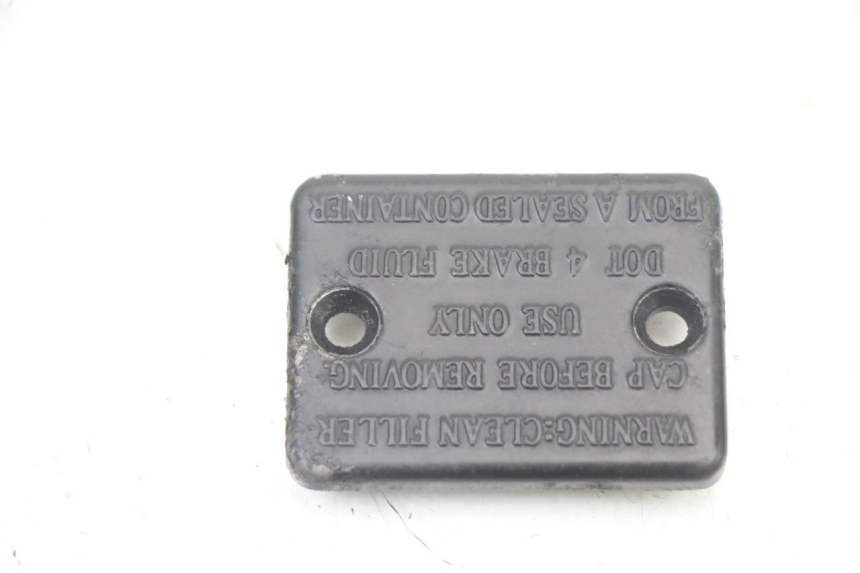 WARNING:CLEAN FILLER
CAP BEFORE REMOVING.
USE ONLY
DOT 4 BRAKE FLUID
FROM A SEALED CONTAINER